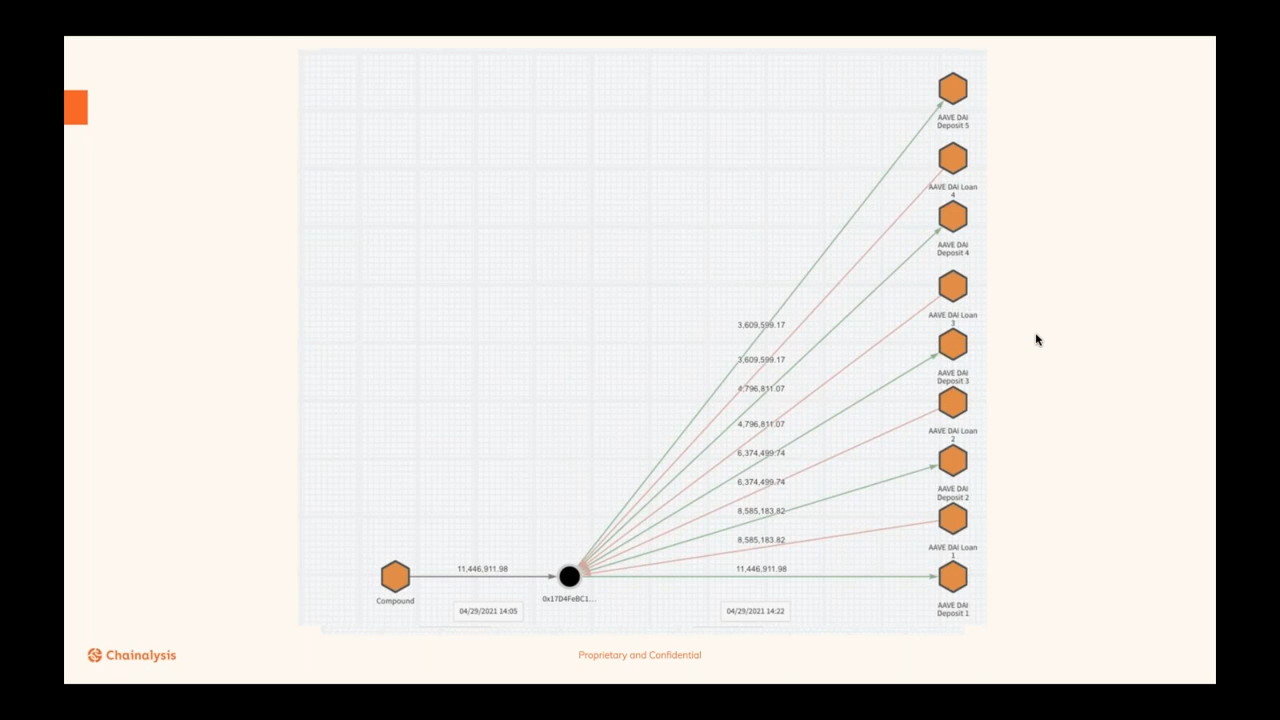 AAVE DAI
Deposit 5
AAVE DAI Loan
4
AAVE DAI
Deposit 4
AAVE DAI Loan
3
3,609,599.17
3,609,599.17
AAVE DAI
Deposit 3
4,796,811.07
4,796,811.07
AAVE DAI Loan
2
6,374,499.74
6,374,499.74
AAVE DAI
Deposit 2
8,585,183.82
8,585,183.82
AAVE DAI Loan
1
11,446,911.98
11,446,911.98
Compound
0x17D4FeBC1...
AAVE DAI
Deposit 1
04/29/2021 14:05
04/29/2021 14:22
Chainalysis
Proprietary and Confidential